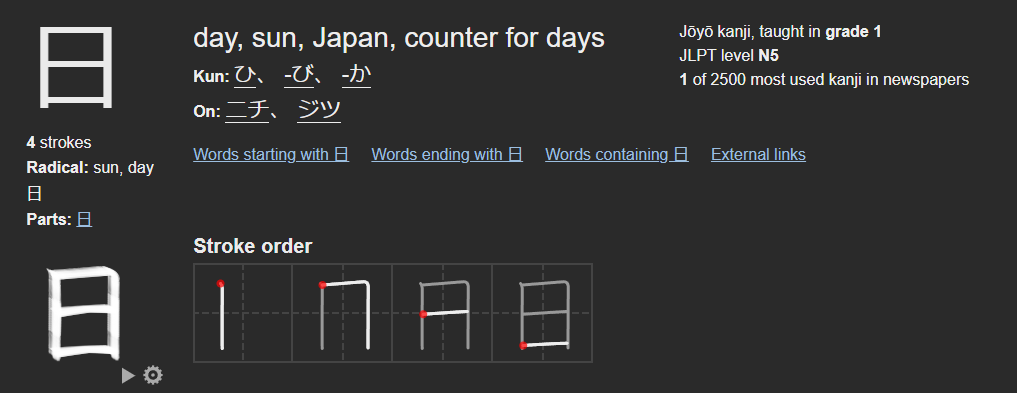 日
day, sun, Japan, counter for days
Kun: ひ、 -び、 -か
On: ニチ、 ジツ
Jōyō kanji, taught in grade 1
JLPT level N5
1 of 2500 most used kanji in newspapers
4 strokes
Radical: sun, day
日
Parts: 日
Words starting with 日
Words ending with 日
Words containing 日
External links
日
Stroke order